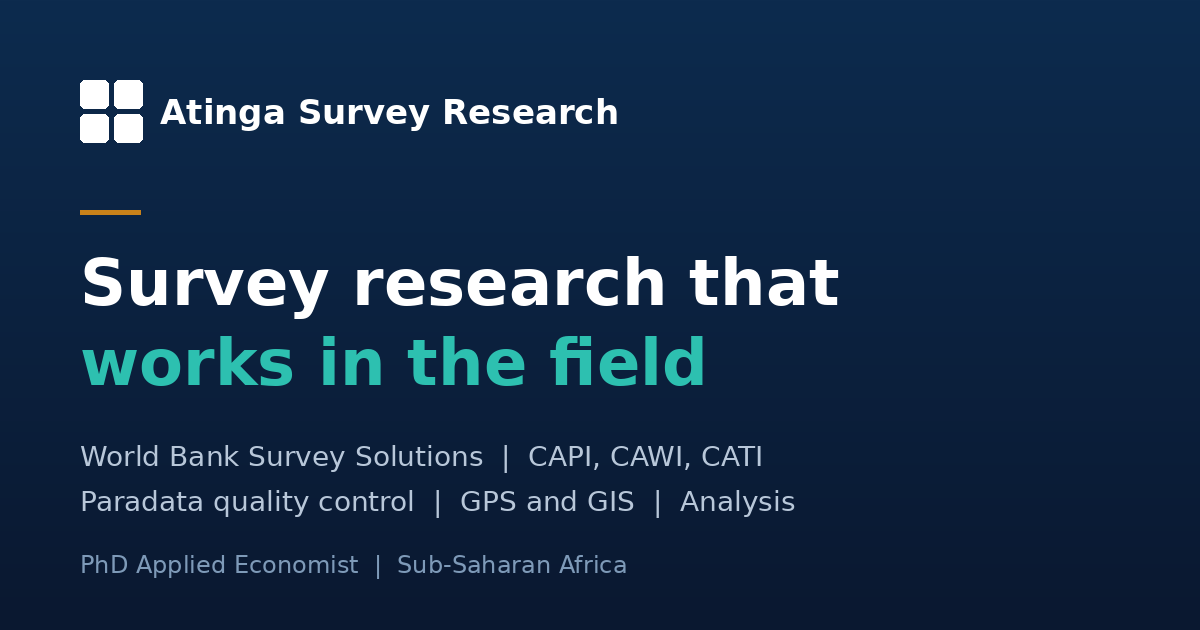 Atinga Survey Research
Survey research that
works in the field
World Bank Survey Solutions | CAPI, CAWI, CATI
Paradata quality control | GPS and GIS | Analysis
PhD Applied Economist | Sub-Saharan Africa